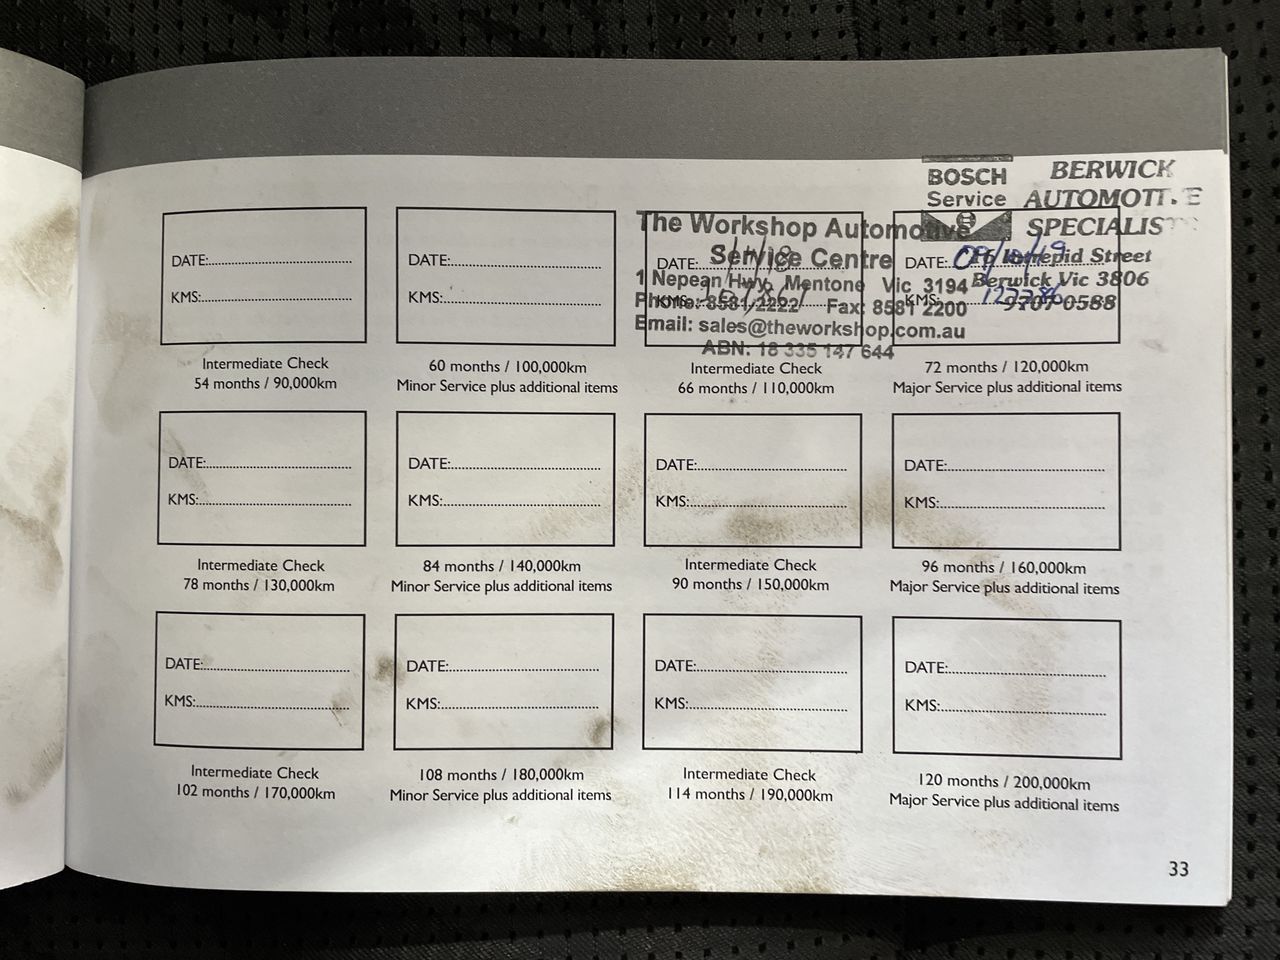 BOSCH
Service
BERWICK
AUTOMOTIVE
SPECIALISTS
Intrepid Street
Berwick Vic 3806
9707 0588
The Workshop Automotive
Service Centre
1 Nepean Hwy, Mentone Vic 3194
Phone: 8581 2222 Fax: 8581 2200
Email: sales@theworkshop.com.au
ABN: 18 335 147 644
DATE:
KMS:
Intermediate Check
54 months / 90,000km
DATE:
KMS:
60 months / 100,000km
Minor Service plus additional items
DATE:
KMS:
Intermediate Check
66 months / 110,000km
DATE:
KMS:
72 months / 120,000km
Major Service plus additional items
DATE:
KMS:
Intermediate Check
78 months / 130,000km
DATE:
KMS:
84 months / 140,000km
Minor Service plus additional items
DATE:
KMS:
Intermediate Check
90 months / 150,000km
DATE:
KMS:
96 months / 160,000km
Major Service plus additional items
DATE:
KMS:
Intermediate Check
102 months / 170,000km
DATE:
KMS:
108 months / 180,000km
Minor Service plus additional items
DATE:
KMS:
Intermediate Check
114 months / 190,000km
DATE:
KMS:
120 months / 200,000km
Major Service plus additional items
33